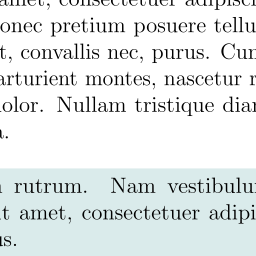 amet, consectetuer adipisci
onec pretium posuere tellu
t, convallis nec, purus. Cum
arturient montes, nascetur r
olor. Nullam tristique diam
a.
rutrum. Nam vestibulum
t amet, consectetuer adipi
us.